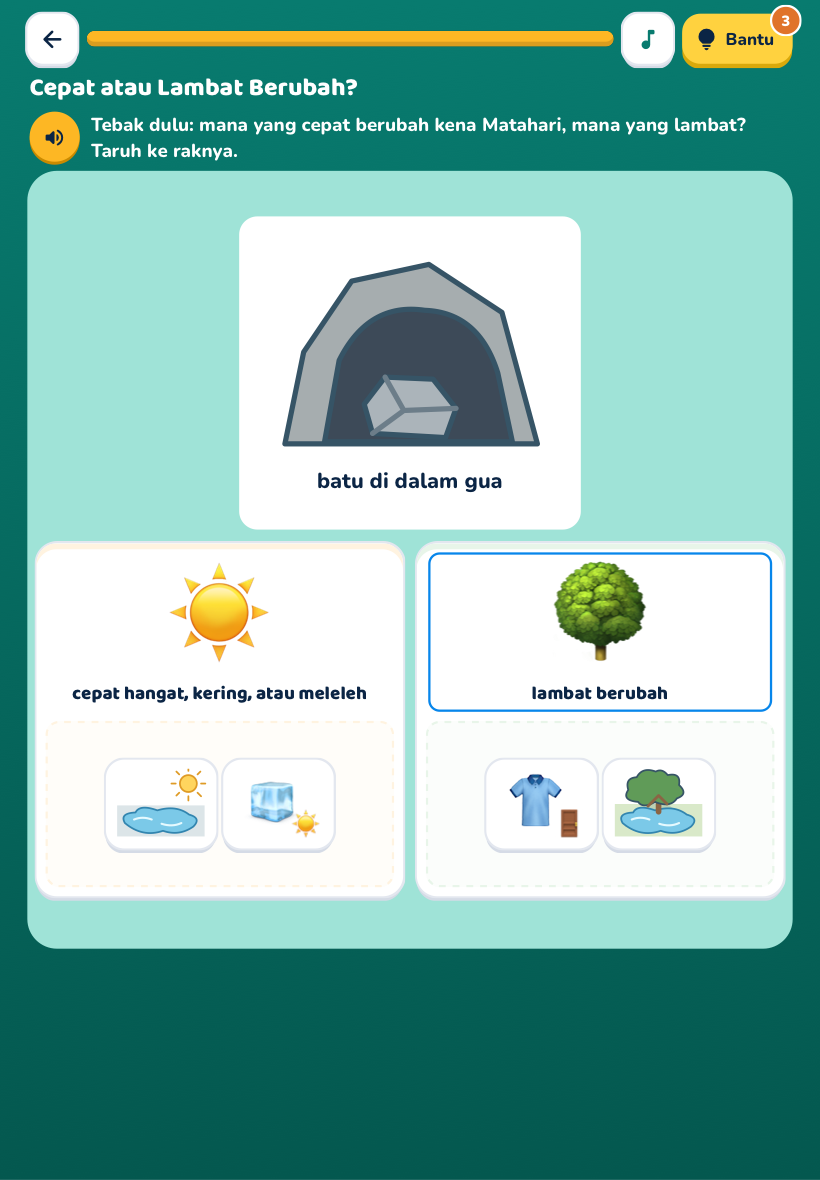 3
Bantu
Cepat atau Lambat Berubah?
Tebak dulu: mana yang cepat berubah kena Matahari, mana yang lambat?
Taruh ke raknya.
batu di dalam gua
cepat hangat, kering, atau meleleh
lambat berubah